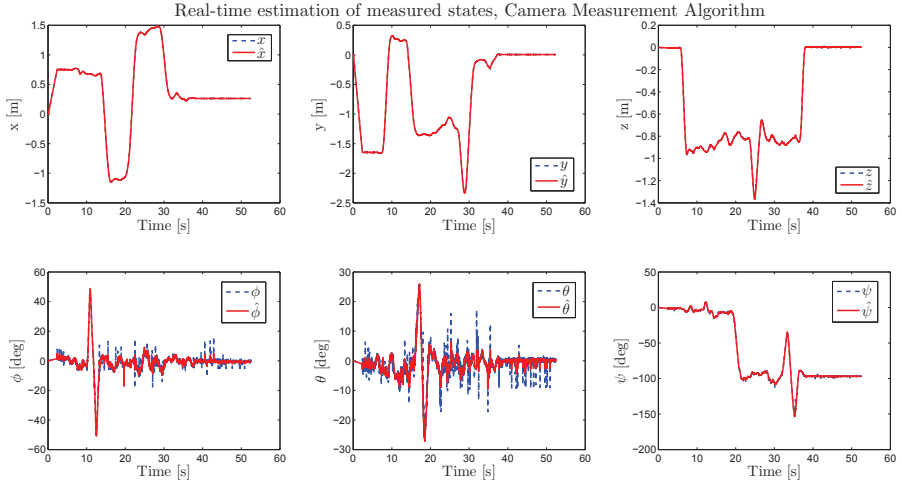 Real-time estimation of measured states, Camera Measurement Algorithm
1.5
1
0.5
0
−0.5
−1
−1.5
x [m]
0 10 20 30 40 50 60
Time [s]
x
x̂
0
−0.5
−1
−1.5
−2
−2.5
y [m]
0 10 20 30 40 50 60
Time [s]
y
ŷ
0.2
0
−0.2
−0.4
−0.6
−0.8
−1
−1.2
−1.4
z [m]
0 10 20 30 40 50 60
Time [s]
z
ẑ
60
40
20
0
−20
−40
−60
ϕ [deg]
0 10 20 30 40 50 60
Time [s]
ϕ
ϕ̂
30
20
10
0
−10
−20
−30
θ [deg]
0 10 20 30 40 50 60
Time [s]
θ
θ̂
50
0
−50
−100
−150
−200
ψ [deg]
0 10 20 30 40 50 60
Time [s]
ψ
ψ̂